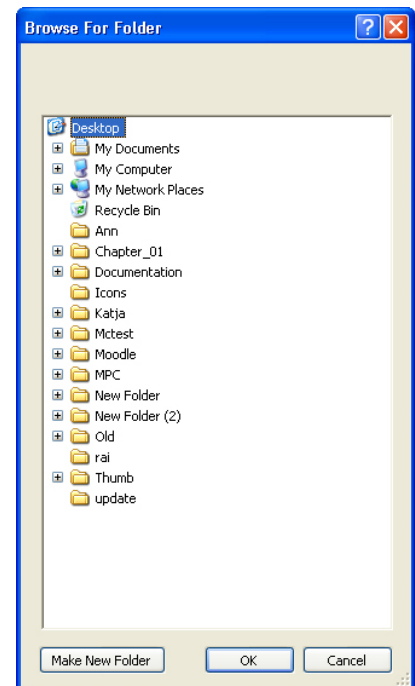 Browse For Folder
Desktop
My Documents
My Computer
My Network Places
Recycle Bin
Ann
Chapter_01
Documentation
Icons
Katja
Mctest
Moodle
MPC
New Folder
New Folder (2)
Old
rai
Thumb
update
Make New Folder OK Cancel